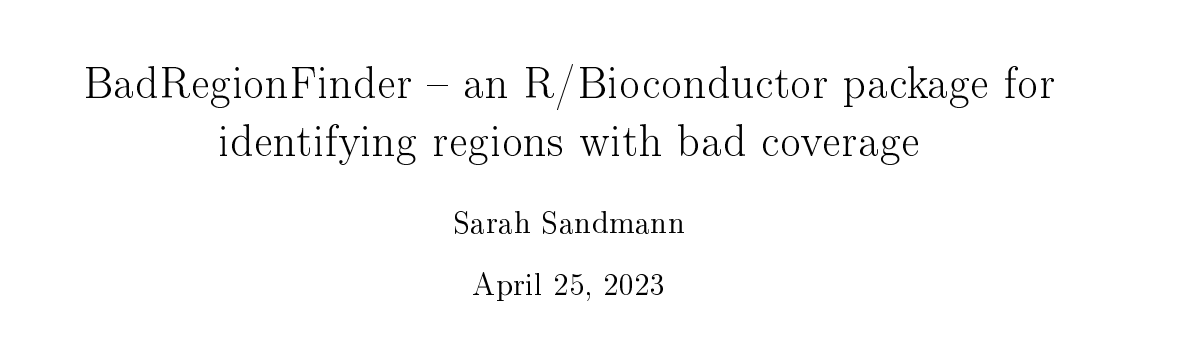 BadRegionFinder – an R/Bioconductor package for
identifying regions with bad coverage
Sarah Sandmann
April 25, 2023